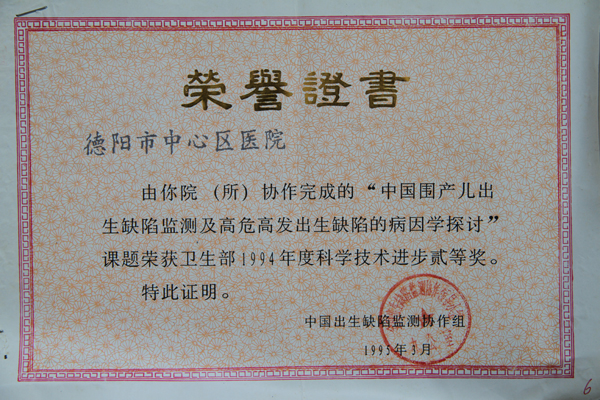 榮譽證書
德阳市中心区医院
由你院（所）协作完成的“中国围产儿出
生缺陷监测及高危高发出生缺陷的病因学探讨”
课题荣获卫生部1994年度科学技术进步贰等奖。
特此证明。
中国出生缺陷监测协作组
1995年3月
6